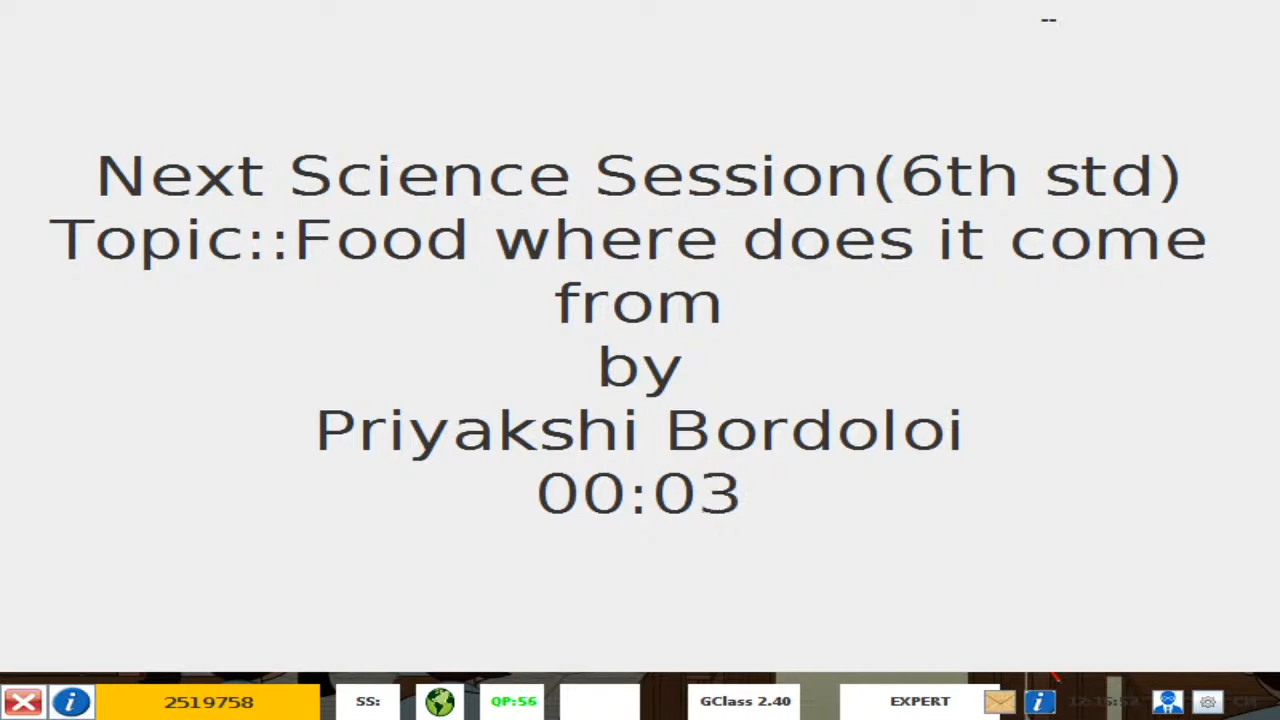 --
Next Science Session(6th std)
Topic::Food where does it come
from
by
Priyakshi Bordoloi
00:03
2519758 SS: QP:56 GClass 2.40 EXPERT